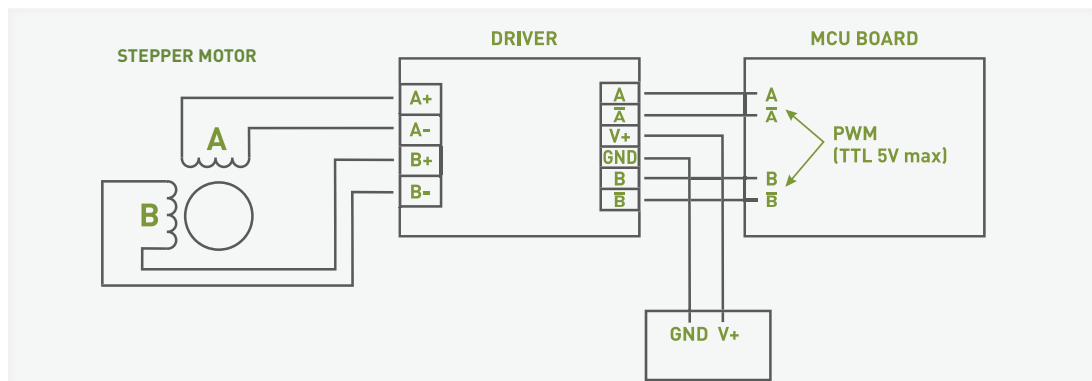 STEPPER MOTOR
DRIVER
MCU BOARD
A+
A-
B+
B-
A
B
A
A̅
V+
GND
B
B̅
A
A̅
B
B̅
PWM
(TTL 5V max)
GND V+